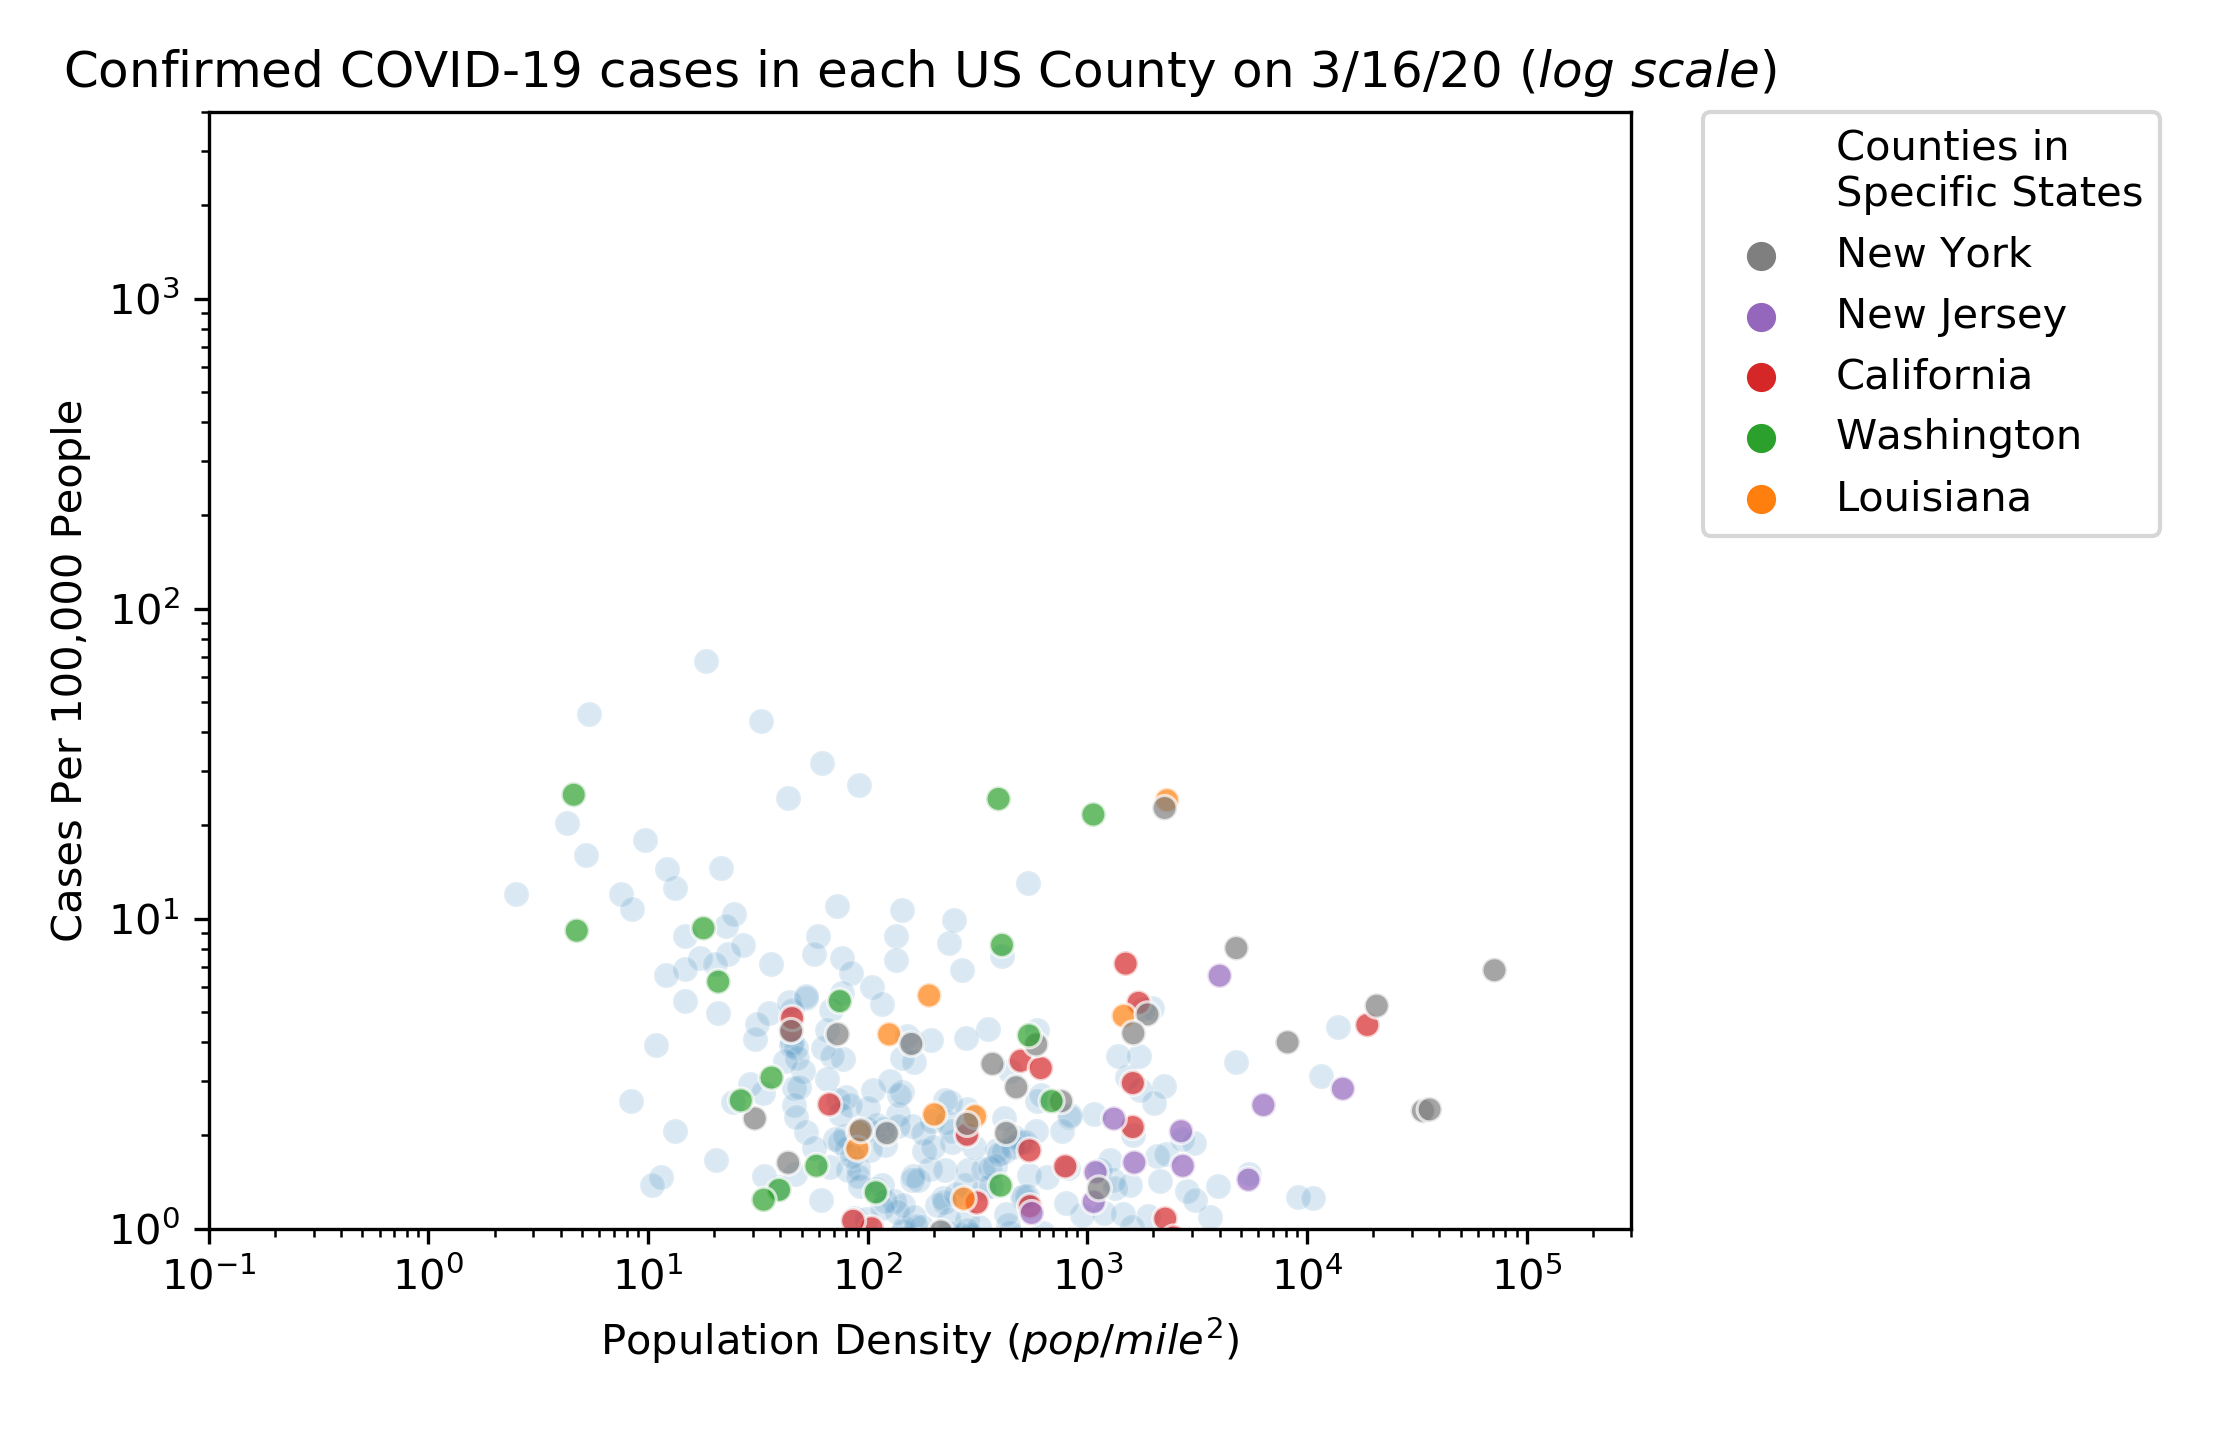 Confirmed COVID-19 cases in each US County on 3/16/20 (log scale)
Counties in
Specific States
New York
New Jersey
California
Washington
Louisiana
Cases Per 100,000 People
10³
10²
10¹
10⁰
10⁻¹ 10⁰ 10¹ 10² 10³ 10⁴ 10⁵
Population Density (pop/mile²)